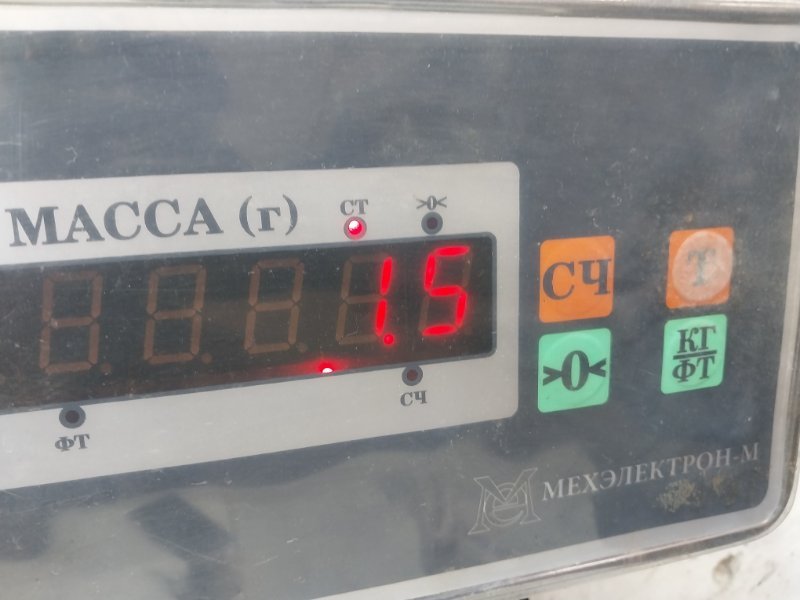 МАССА (г)
СТ
>0<
1.5
ФТ
СЧ
СЧ
Т
>0<
КГ
ФТ
МЕХЭЛЕКТРОН-М